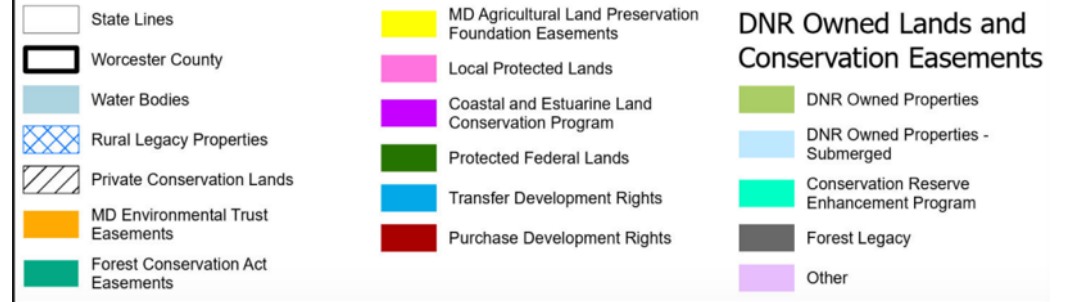 State Lines
Worcester County
Water Bodies
Rural Legacy Properties
Private Conservation Lands
MD Environmental Trust
Easements
Forest Conservation Act
Easements
MD Agricultural Land Preservation
Foundation Easements
Local Protected Lands
Coastal and Estuarine Land
Conservation Program
Protected Federal Lands
Transfer Development Rights
Purchase Development Rights
DNR Owned Lands and
Conservation Easements
DNR Owned Properties
DNR Owned Properties -
Submerged
Conservation Reserve
Enhancement Program
Forest Legacy
Other